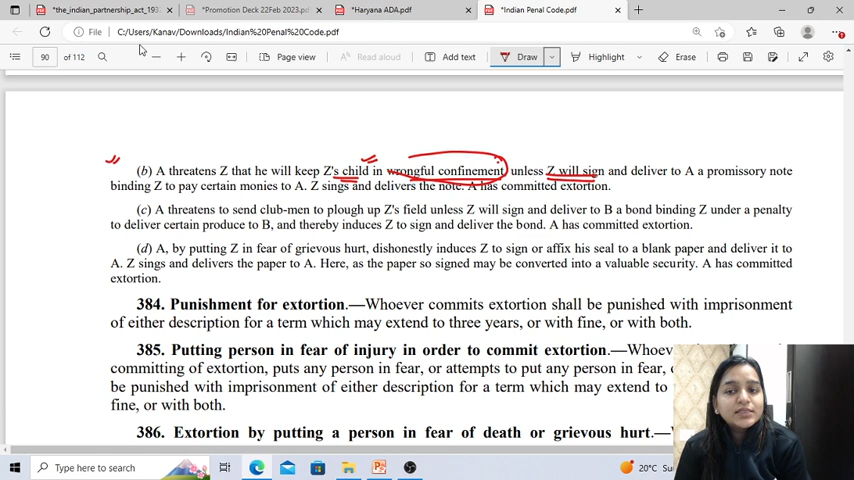 *the_indian_partnership_act_193
*Promotion Deck 22Feb 2023.pdf
*Haryana ADA.pdf
*Indian Penal Code.pdf
File C:/Users/Kanav/Downloads/Indian%20Penal%20Code.pdf
90 of 112 Page view Read aloud Add text Draw Highlight Erase
(b) A threatens Z that he will keep Z's child in wrongful confinement, unless Z will sign and deliver to A a promissory note
binding Z to pay certain monies to A. Z sings and delivers the note. A has committed extortion.
(c) A threatens to send club-men to plough up Z's field unless Z will sign and deliver to B a bond binding Z under a penalty
to deliver certain produce to B, and thereby induces Z to sign and deliver the bond. A has committed extortion.
(d) A, by putting Z in fear of grievous hurt, dishonestly induces Z to sign or affix his seal to a blank paper and deliver it to
A. Z sings and delivers the paper to A. Here, as the paper so signed may be converted into a valuable security. A has committed
extortion.
384. Punishment for extortion.—Whoever commits extortion shall be punished with imprisonment
of either description for a term which may extend to three years, or with fine, or with both.
385. Putting person in fear of injury in order to commit extortion.—Whoever
committing of extortion, puts any person in fear, or attempts to put any person in fear,
be punished with imprisonment of either description for a term which may extend to
fine, or with both.
386. Extortion by putting a person in fear of death or grievous hurt.—
Type here to search
20°C